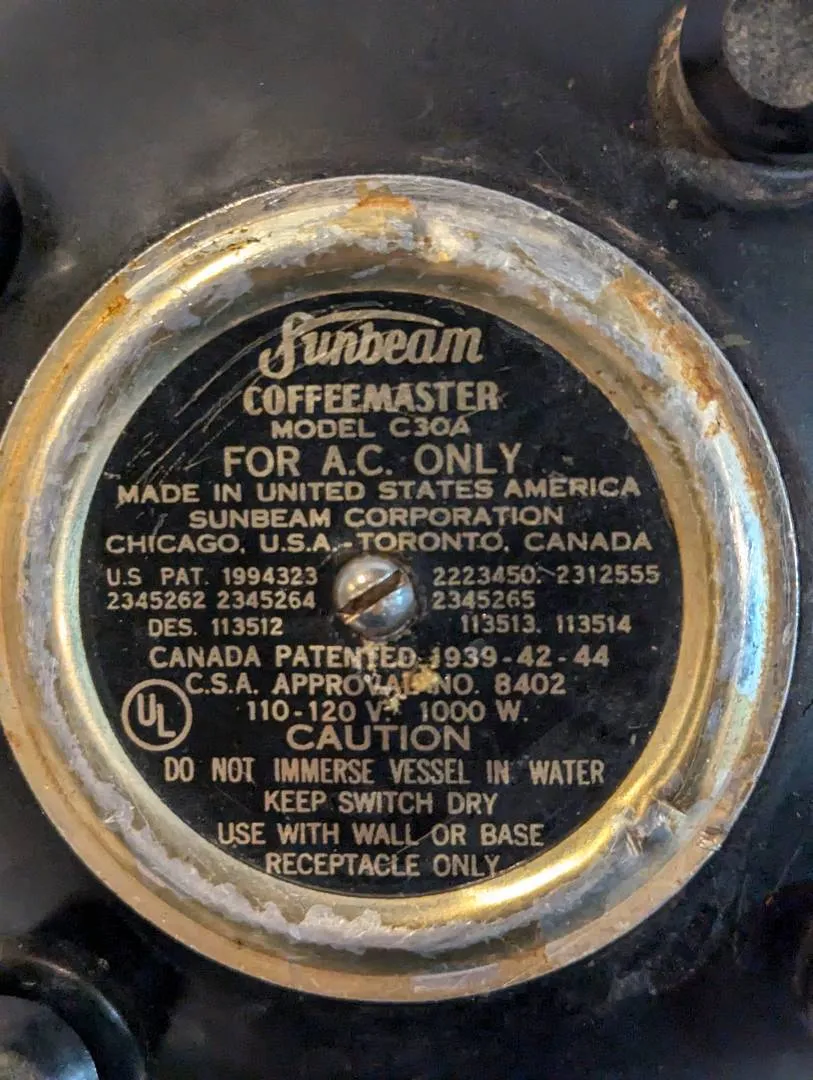 Sunbeam
COFFEEMASTER
MODEL C30A
FOR A.C. ONLY
MADE IN UNITED STATES AMERICA
SUNBEAM CORPORATION
CHICAGO, U.S.A.-TORONTO, CANADA
U.S PAT. 1994323 2223450. 2312555
2345262 2345264 2345265
DES. 113512 113513. 113514
CANADA PATENTED 1939-42-44
C.S.A. APPROVAL NO. 8402
UL
110-120 V. 1000 W.
CAUTION
DO NOT IMMERSE VESSEL IN WATER
KEEP SWITCH DRY
USE WITH WALL OR BASE
RECEPTACLE ONLY.